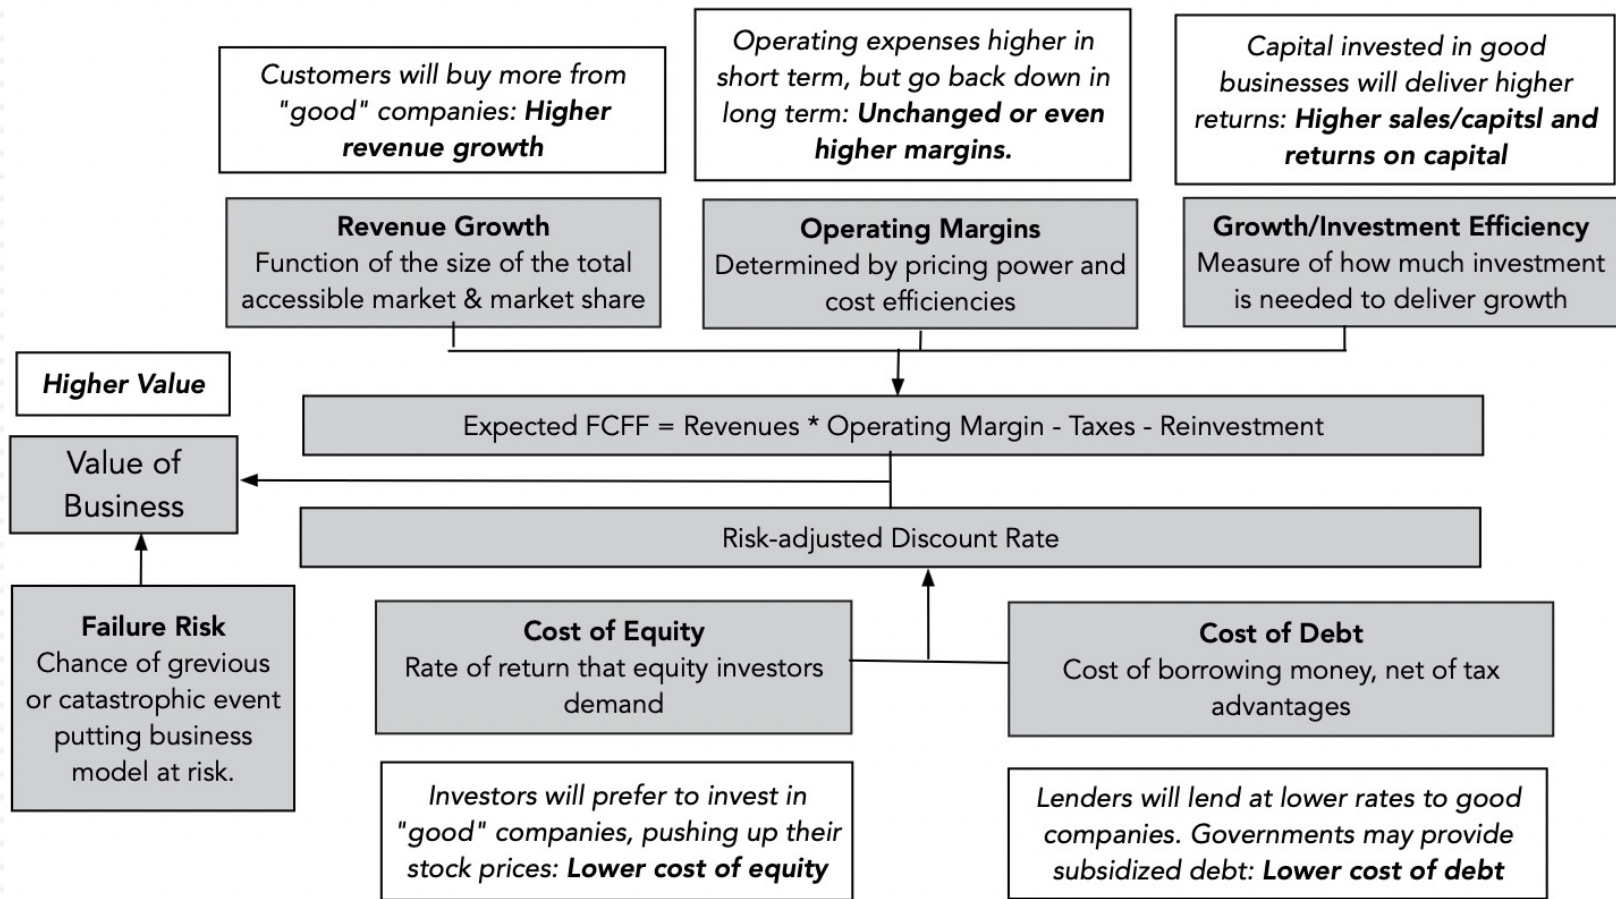 Customers will buy more from
"good" companies: Higher
revenue growth
Operating expenses higher in
short term, but go back down in
long term: Unchanged or even
higher margins.
Capital invested in good
businesses will deliver higher
returns: Higher sales/capitsl and
returns on capital
Revenue Growth
Function of the size of the total
accessible market & market share
Operating Margins
Determined by pricing power and
cost efficiencies
Growth/Investment Efficiency
Measure of how much investment
is needed to deliver growth
Higher Value
Expected FCFF = Revenues * Operating Margin - Taxes - Reinvestment
Value of
Business
Risk-adjusted Discount Rate
Failure Risk
Chance of grevious
or catastrophic event
putting business
model at risk.
Cost of Equity
Rate of return that equity investors
demand
Cost of Debt
Cost of borrowing money, net of tax
advantages
Investors will prefer to invest in
"good" companies, pushing up their
stock prices: Lower cost of equity
Lenders will lend at lower rates to good
companies. Governments may provide
subsidized debt: Lower cost of debt